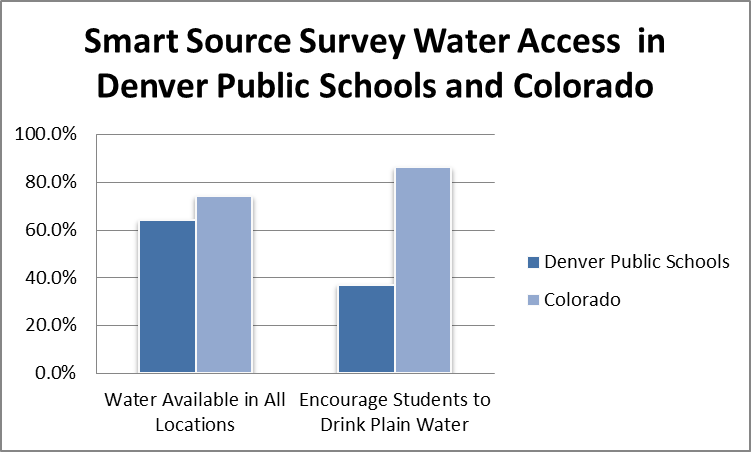 Smart Source Survey Water Access in
Denver Public Schools and Colorado
100.0%
80.0%
60.0%
40.0%
20.0%
0.0%
Water Available in All
Locations
Encourage Students to
Drink Plain Water
Denver Public Schools
Colorado